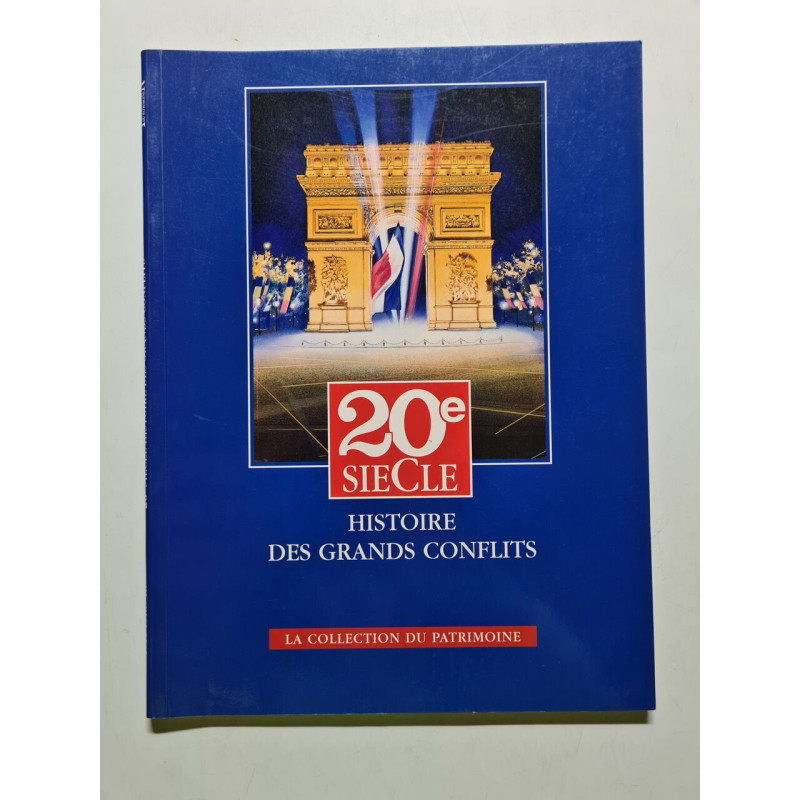 20e
SIECLE
HISTOIRE
DES GRANDS CONFLITS
LA COLLECTION DU PATRIMOINE